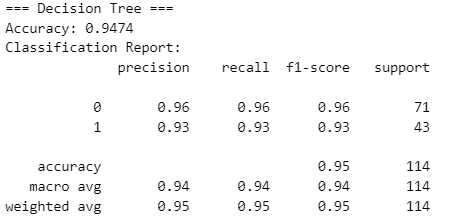 === Decision Tree ===
Accuracy: 0.9474
Classification Report:
precision recall f1-score support
0 0.96 0.96 0.96 71
1 0.93 0.93 0.93 43
accuracy 0.95 114
macro avg 0.94 0.94 0.94 114
weighted avg 0.95 0.95 0.95 114